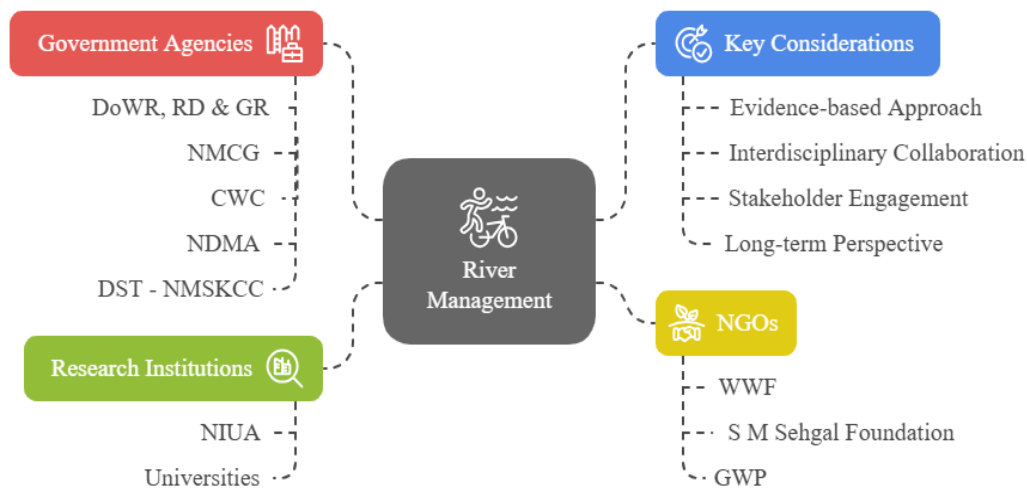 Government Agencies
DoWR, RD & GR
NMCG
CWC
NDMA
DST - NMSKCC
Research Institutions
NIUA
Universities
River
Management
Key Considerations
Evidence-based Approach
Interdisciplinary Collaboration
Stakeholder Engagement
Long-term Perspective
NGOs
WWF
S M Sehgal Foundation
GWP